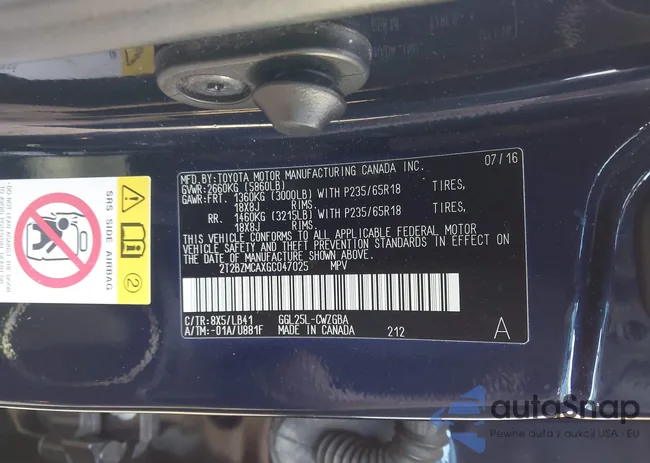 MFD.BY:TOYOTA MOTOR MANUFACTURING CANADA INC. 07/16
GVWR: 2660KG (5860LB)
GAWR:FRT. 1360KG (3000LB) WITH P235/65R18 TIRES,
18X8J RIMS.
RR. 1460KG (3215LB) WITH P235/65R18 TIRES,
18X8J RIMS.
THIS VEHICLE CONFORMS TO ALL APPLICABLE FEDERAL MOTOR
VEHICLE SAFETY AND THEFT PREVENTION STANDARDS IN EFFECT ON
THE DATE OF MANUFACTURE SHOWN ABOVE.
2T2BZMCAXGC047025 MPV
C/TR:8X5/LB41 GGL25L-CWZGBA
A/TM:-01A/U881F MADE IN CANADA 212 A
SRS SIDE AIRBAG
2
autoSnap
Pewne auta z aukcji USA - EU